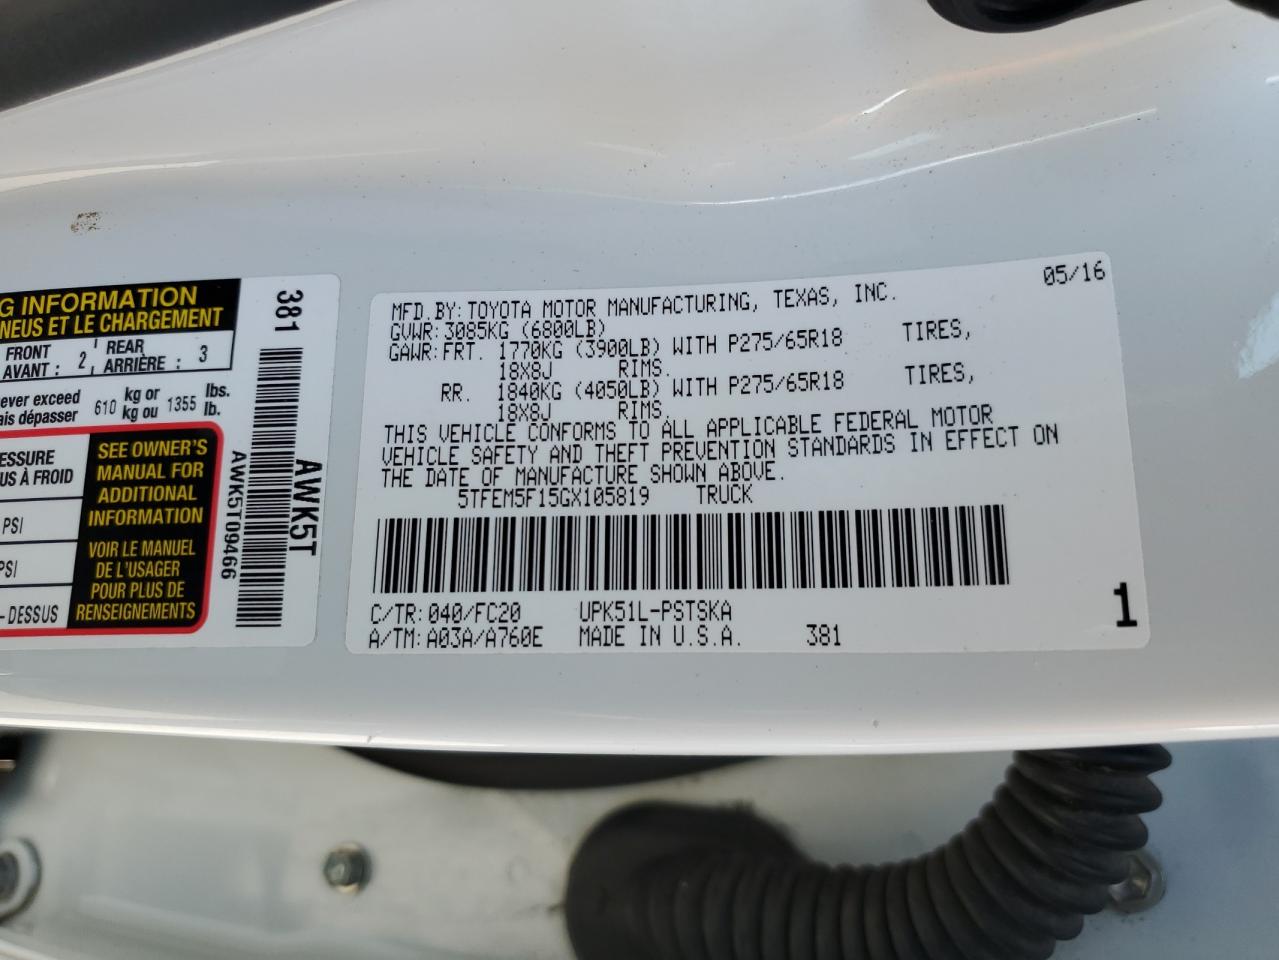 G INFORMATION
NEUS ET LE CHARGEMENT
FRONT AVANT : 2 REAR ARRIÈRE : 3
ever exceed 610 kg or 1355 lbs.
ais dépasser kg ou lb.
ESSURE
US À FROID
PSI
PSI
-DESSUS
SEE OWNER'S
MANUAL FOR
ADDITIONAL
INFORMATION
VOIR LE MANUEL
DE L'USAGER
POUR PLUS DE
RENSEIGNEMENTS
381
AWK5T
AWK5T09466
05/16
MFD.BY:TOYOTA MOTOR MANUFACTURING, TEXAS, INC.
GVWR:3085KG (6800LB)
GAWR:FRT. 1770KG (3900LB) WITH P275/65R18 TIRES,
18X8J RIMS.
RR. 1840KG (4050LB) WITH P275/65R18 TIRES,
18X8J RIMS.
THIS VEHICLE CONFORMS TO ALL APPLICABLE FEDERAL MOTOR
VEHICLE SAFETY AND THEFT PREVENTION STANDARDS IN EFFECT ON
THE DATE OF MANUFACTURE SHOWN ABOVE.
5TFEM5F15GX105819 TRUCK
C/TR:040/FC20 UPK51L-PSTSKA
A/TM:A03A/A760E MADE IN U.S.A. 381
1